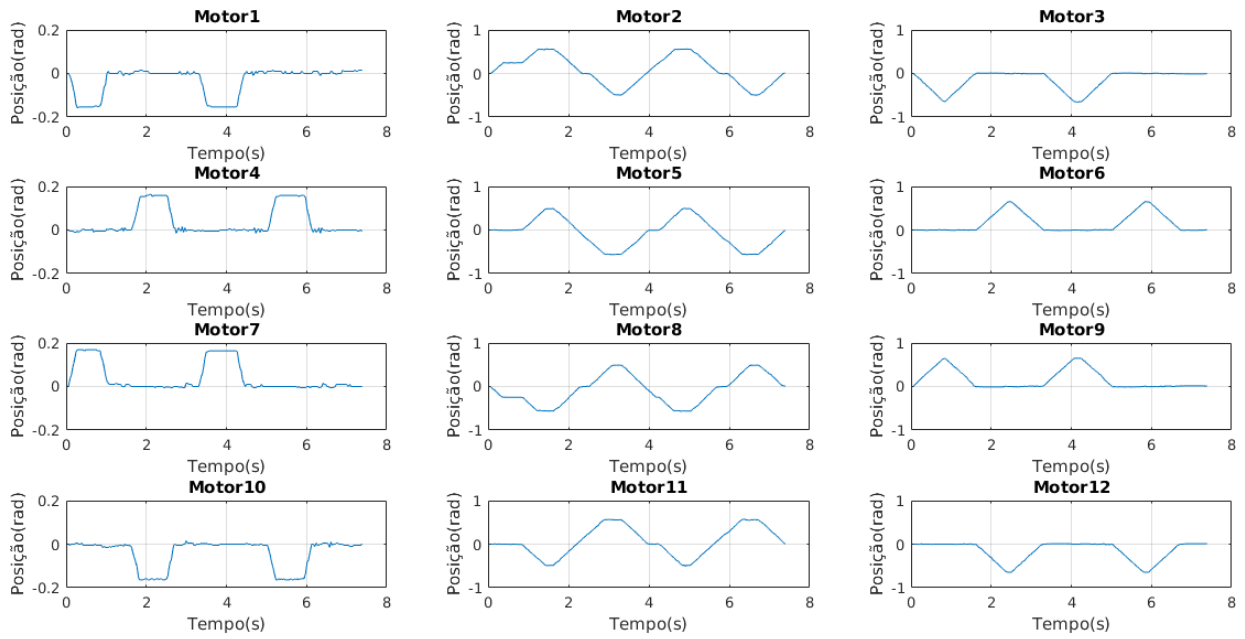 Motor1
Posição(rad)
0.2
0
-0.2
0 2 4 6 8
Tempo(s)
Motor2
Posição(rad)
1
0
-1
0 2 4 6 8
Tempo(s)
Motor3
Posição(rad)
1
0
-1
0 2 4 6 8
Tempo(s)
Motor4
Posição(rad)
0.2
0
-0.2
0 2 4 6 8
Tempo(s)
Motor5
Posição(rad)
1
0
-1
0 2 4 6 8
Tempo(s)
Motor6
Posição(rad)
1
0
-1
0 2 4 6 8
Tempo(s)
Motor7
Posição(rad)
0.2
0
-0.2
0 2 4 6 8
Tempo(s)
Motor8
Posição(rad)
1
0
-1
0 2 4 6 8
Tempo(s)
Motor9
Posição(rad)
1
0
-1
0 2 4 6 8
Tempo(s)
Motor10
Posição(rad)
0.2
0
-0.2
0 2 4 6 8
Tempo(s)
Motor11
Posição(rad)
1
0
-1
0 2 4 6 8
Tempo(s)
Motor12
Posição(rad)
1
0
-1
0 2 4 6 8
Tempo(s)